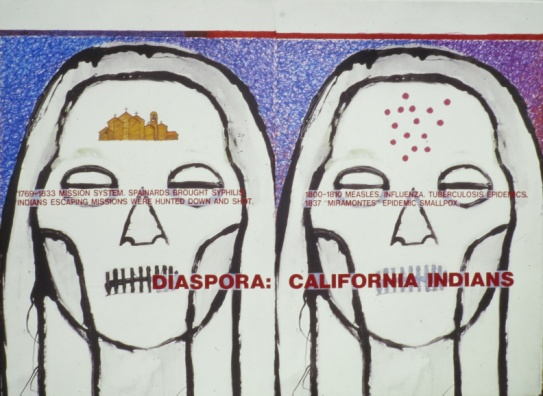 1769-1833 MISSION SYSTEM. SPAINARDS BROUGHT SYPHILIS.
INDIANS ESCAPING MISSIONS WERE HUNTED DOWN AND SHOT.
1800-1810 MEASLES, INFLUENZA, TUBERCULOSIS EPIDEMICS.
1837 "MIRAMONTES" EPIDEMIC SMALLPOX.
DIASPORA: CALIFORNIA INDIANS